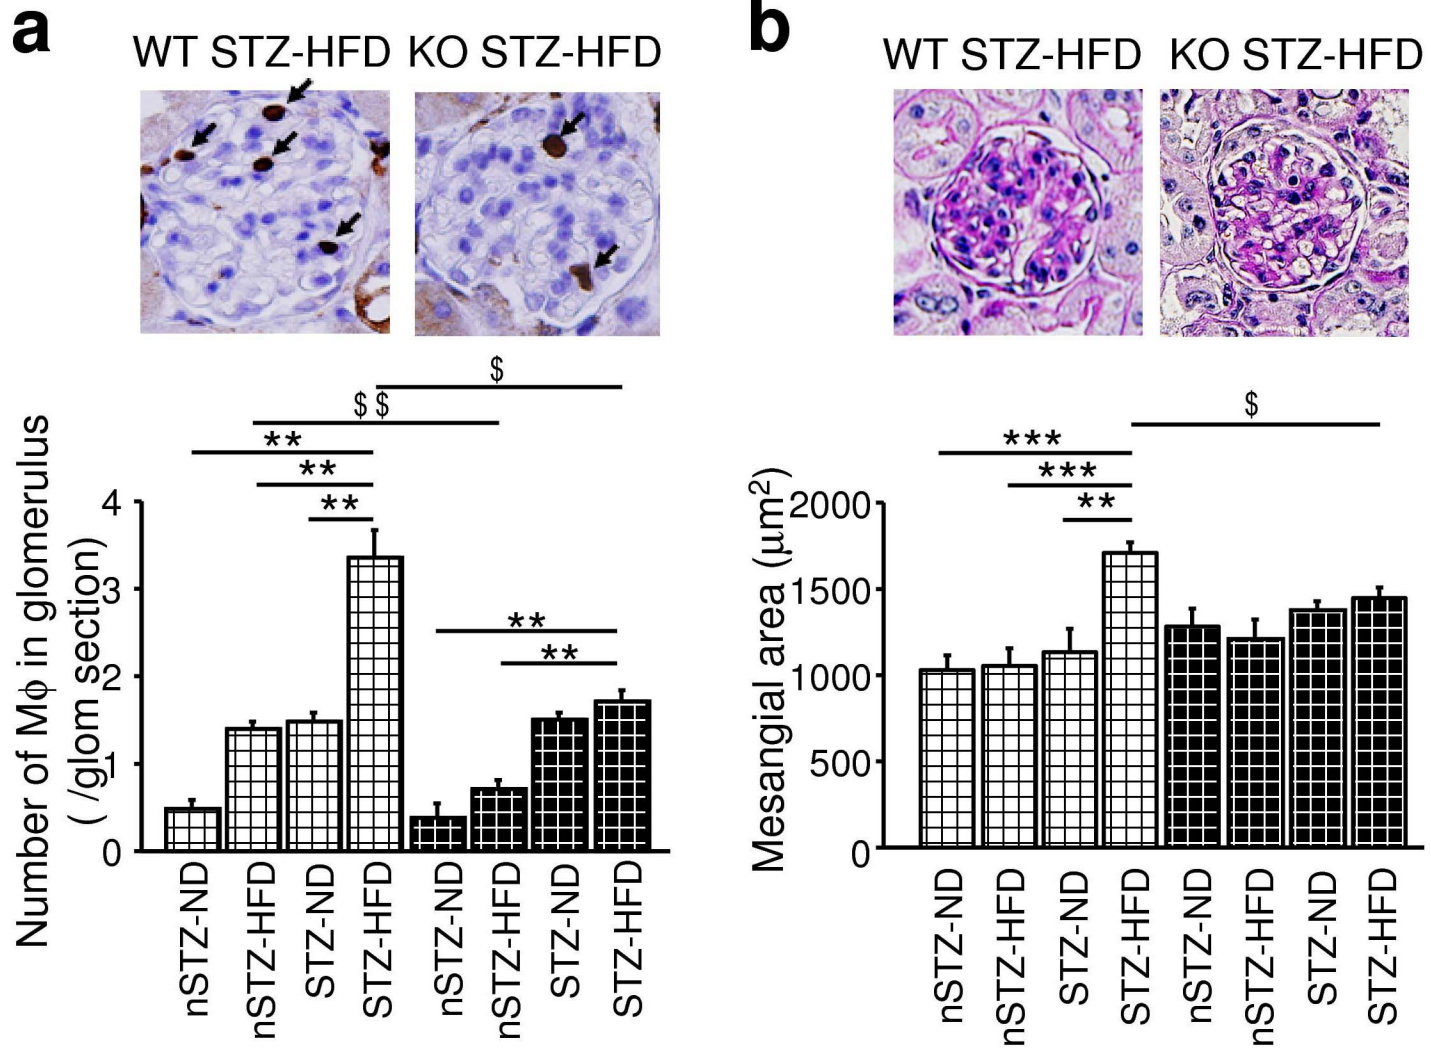 a
WT STZ-HFD KO STZ-HFD
$
$ $
**
**
**
**
**
Number of Mϕ in glomerulus
( /glom section)
4
3
2
1
0
nSTZ-ND
nSTZ-HFD
STZ-ND
STZ-HFD
nSTZ-ND
nSTZ-HFD
STZ-ND
STZ-HFD
b
WT STZ-HFD KO STZ-HFD
$
***
***
**
Mesangial area (μm²)
2000
1500
1000
500
0
nSTZ-ND
nSTZ-HFD
STZ-ND
STZ-HFD
nSTZ-ND
nSTZ-HFD
STZ-ND
STZ-HFD